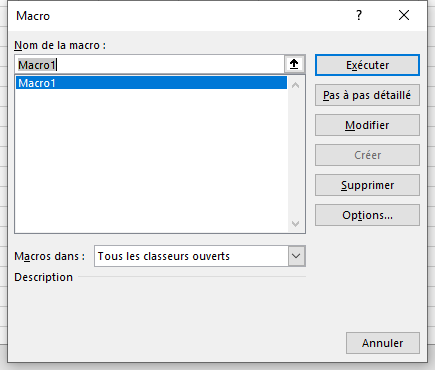 Macro
Nom de la macro :
Macro1
Macro1
Exécuter
Pas à pas détaillé
Modifier
Créer
Supprimer
Options...
Macros dans : Tous les classeurs ouverts
Description
Annuler